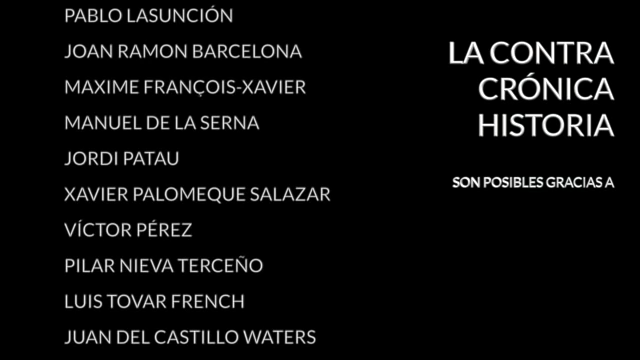 PABLO LASUNCIÓN
JOAN RAMON BARCELONA
MAXIME FRANÇOIS-XAVIER
MANUEL DE LA SERNA
JORDI PATAU
XAVIER PALOMEQUE SALAZAR
VÍCTOR PÉREZ
PILAR NIEVA TERCEÑO
LUIS TOVAR FRENCH
JUAN DEL CASTILLO WATERS
LA CONTRA
CRÓNICA
HISTORIA
SON POSIBLES GRACIAS A